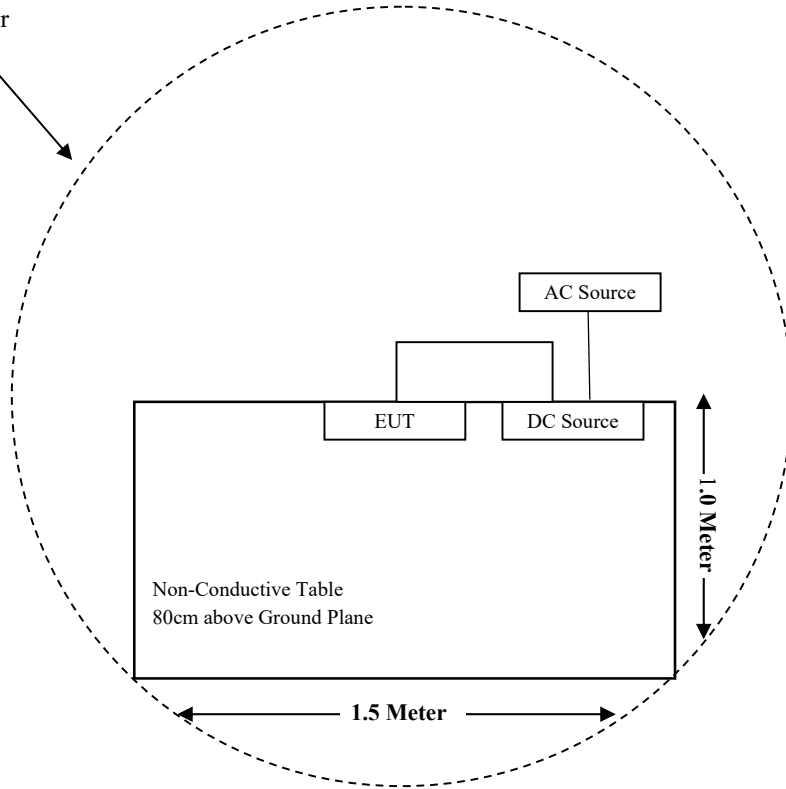 r
AC Source
EUT
DC Source
1.0 Meter
Non-Conductive Table
80cm above Ground Plane
1.5 Meter